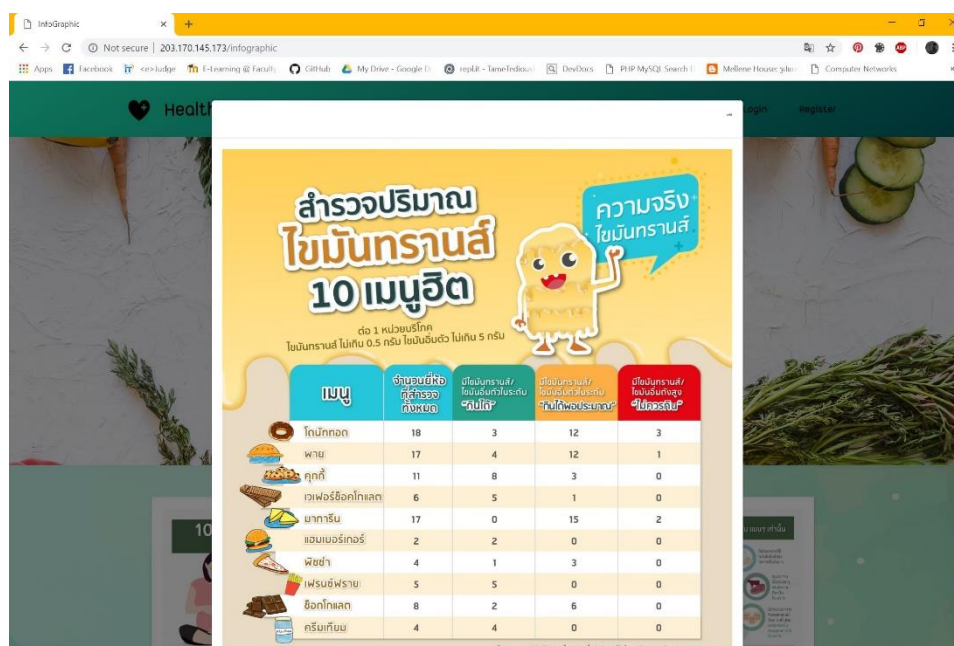 InfoGraphic
Not secure | 203.170.145.173/infographic
Apps Facebook <e>Judge E-Learning @ Faculty GitHub My Drive - Google D DevDocs PHP MySQL Search Computer Networks
Healt
Login Register
สำรวจปริมาณ
ไขมันทรานส์
10 เมนูฮิต
ความจริง
ไขมันทรานส์
ต่อ 1 หน่วยบริโภค
ไขมันทรานส์ ไม่เกิน 0.5 กรัม ไขมันอิ่มตัว ไม่เกิน 5 กรัม
เมนู
จำนวนยี่ห้อ
ที่สำรวจ
ทั้งหมด
มีไขมันทรานส์/
ไขมันอิ่มตัวในระดับ
"กินได้"
มีไขมันทรานส์/
ไขมันอิ่มตัวในระดับ
"กินได้พอประมาณ"
มีไขมันทรานส์/
ไขมันอิ่มตัวสูง
"ไม่ควรกิน"
โดนัททอด 18 3 12 3
พาย 17 4 12 1
คุกกี้ 11 8 3 0
เวเฟอร์ช็อคโกแลต 6 5 1 0
มาการีน 17 0 15 2
แฮมเบอร์เกอร์ 2 2 0 0
พิซซ่า 4 1 3 0
เฟรนช์ฟราย 5 5 0 0
ช็อกโกแลต 8 2 6 0
ครีมเทียม 4 4 0 0
10